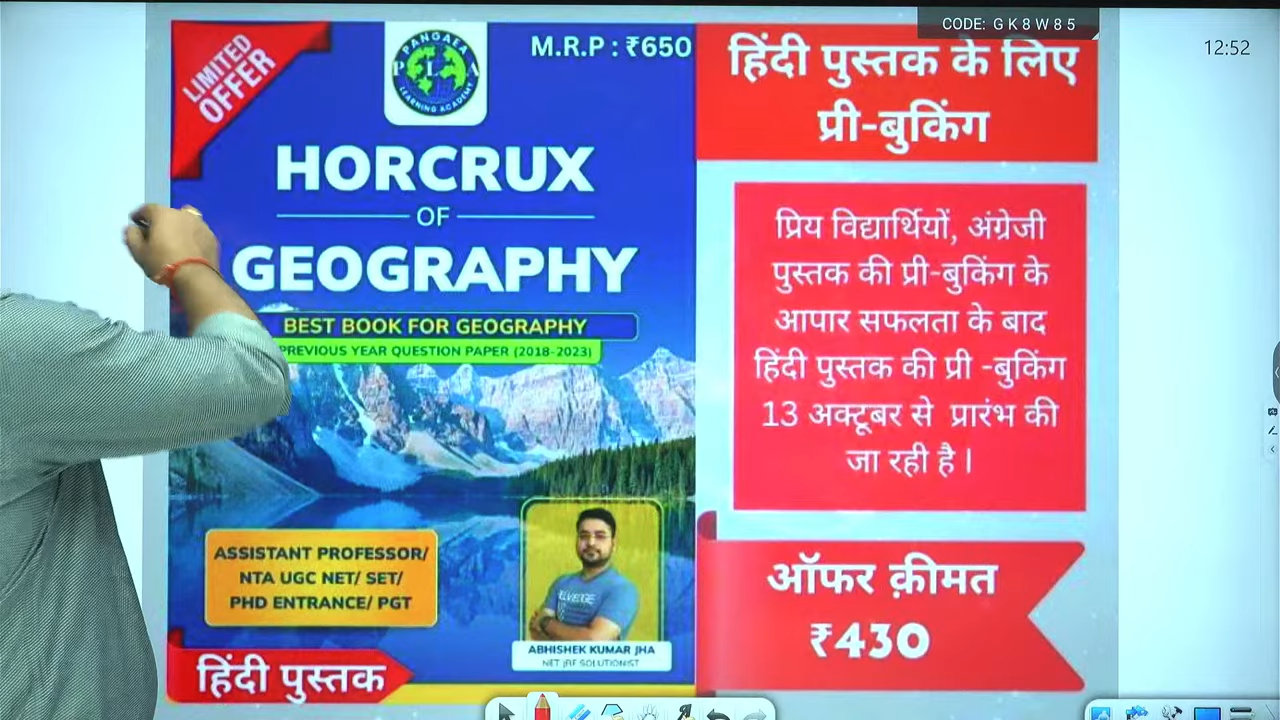 CODE: G K 8 W 8 5
12:52
LIMITED
OFFER
PANGAEA
P L A
LEARNING ACADEMY
M.R.P : ₹650
HORCRUX
OF
GEOGRAPHY
BEST BOOK FOR GEOGRAPHY
PREVIOUS YEAR QUESTION PAPER (2018-2023)
ASSISTANT PROFESSOR/
NTA UGC NET/ SET/
PHD ENTRANCE/ PGT
ABHISHEK KUMAR JHA
NET JRF SOLUTIONIST
हिंदी पुस्तक
हिंदी पुस्तक के लिए
प्री-बुकिंग
प्रिय विद्यार्थियों, अंग्रेजी
पुस्तक की प्री-बुकिंग के
आपार सफलता के बाद
हिंदी पुस्तक की प्री -बुकिंग
13 अक्टूबर से प्रारंभ की
जा रही है ।
ऑफर क़ीमत
₹430